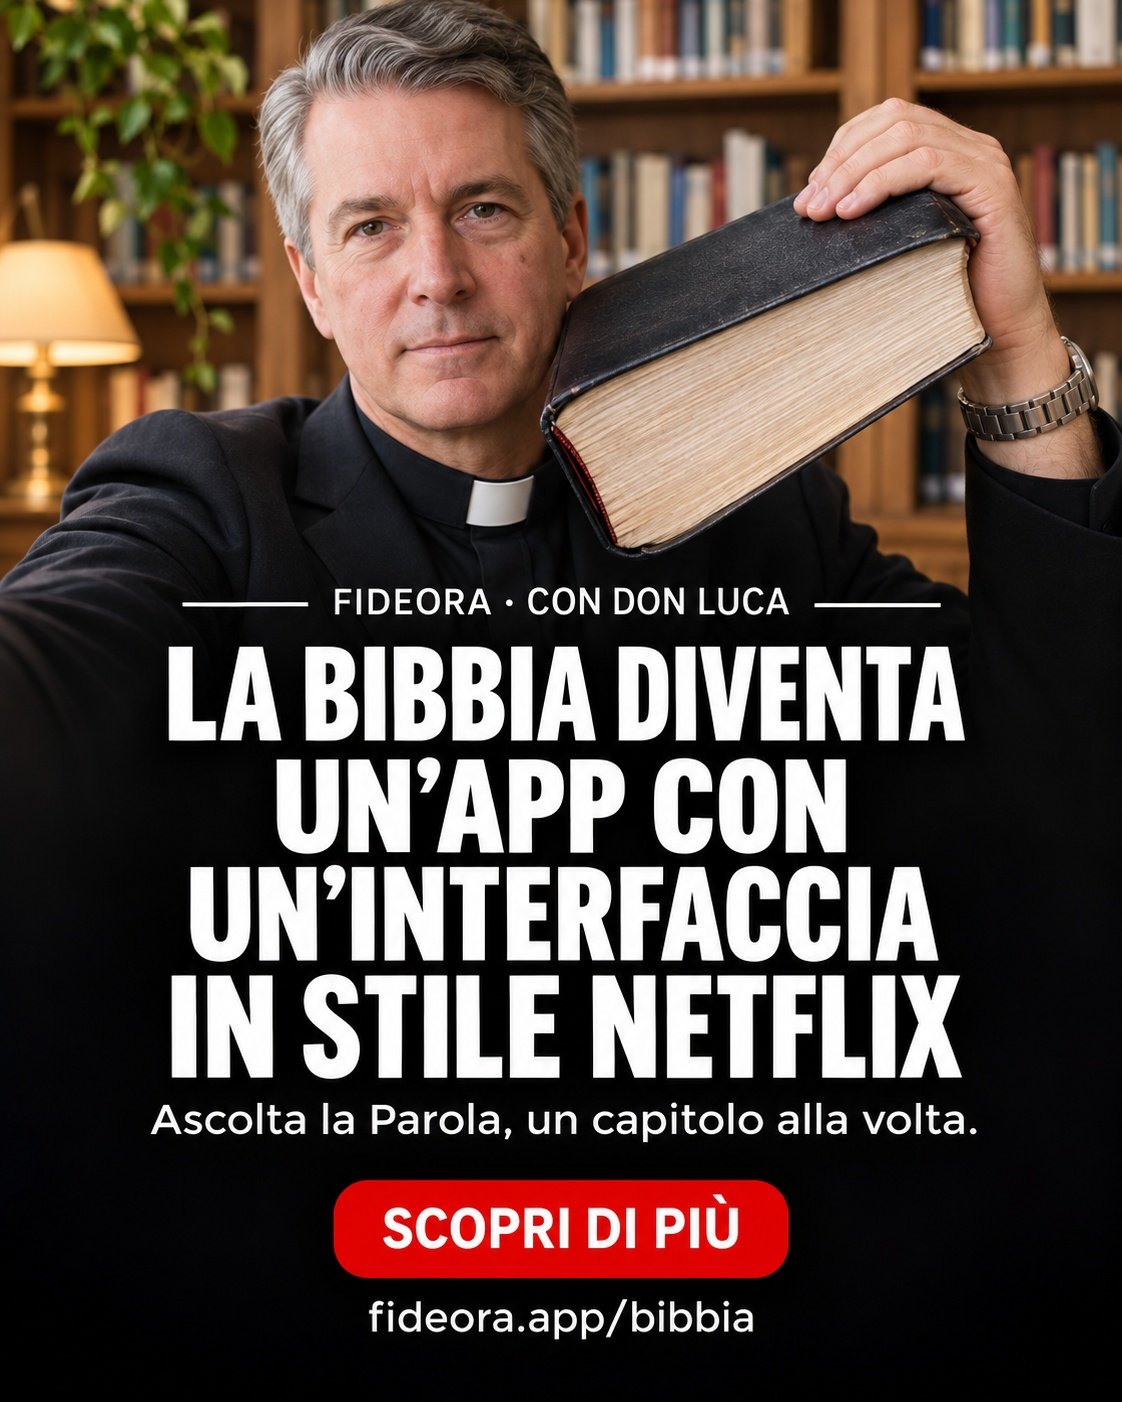 FIDEORA · CON DON LUCA
LA BIBBIA DIVENTA
UN’APP CON
UN’INTERFACCIA
IN STILE NETFLIX
Ascolta la Parola, un capitolo alla volta.
SCOPRI DI PIÙ
fideora.app/bibbia